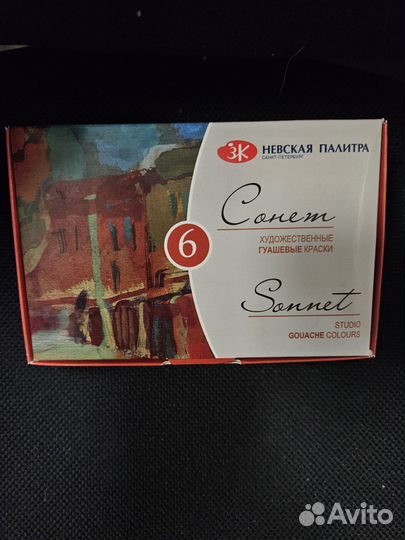 ЗК НЕВСКАЯ ПАЛИТРА
САНКТ-ПЕТЕРБУРГ
Сонет
ХУДОЖЕСТВЕННЫЕ
ГУАШЕВЫЕ КРАСКИ
6
Sonnet
STUDIO
GOUACHE COLOURS
Avito